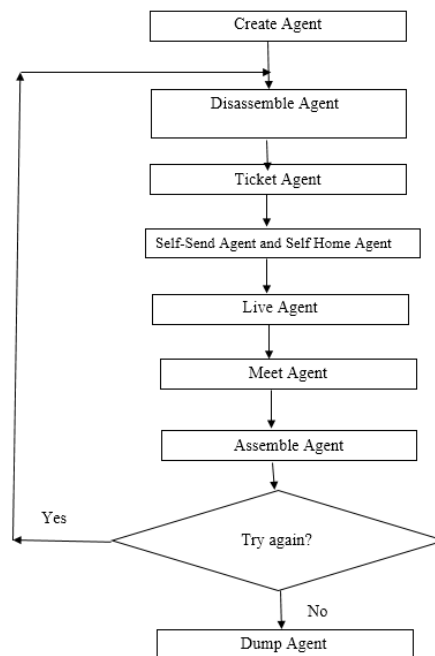 Create Agent
Disassemble Agent
Ticket Agent
Self-Send Agent and Self Home Agent
Live Agent
Meet Agent
Assemble Agent
Yes
Try again?
No
Dump Agent